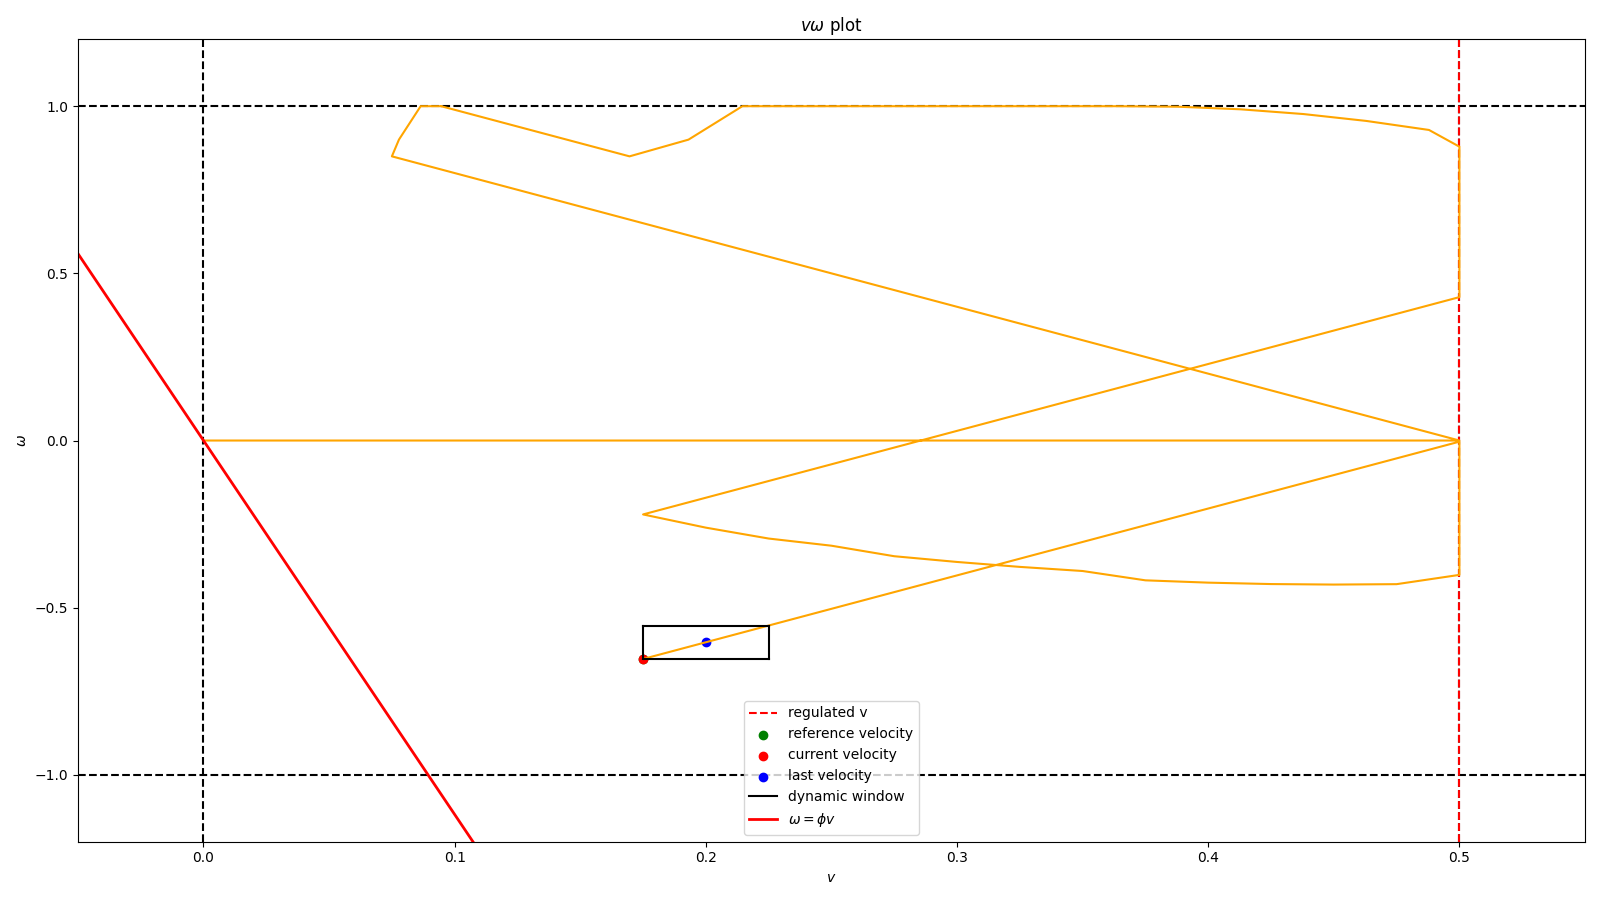 vω plot
1.0
0.5
0.0
−0.5
−1.0
ω
0.0 0.1 0.2 0.3 0.4 0.5
v
regulated v
reference velocity
current velocity
last velocity
dynamic window
ω = ϕv